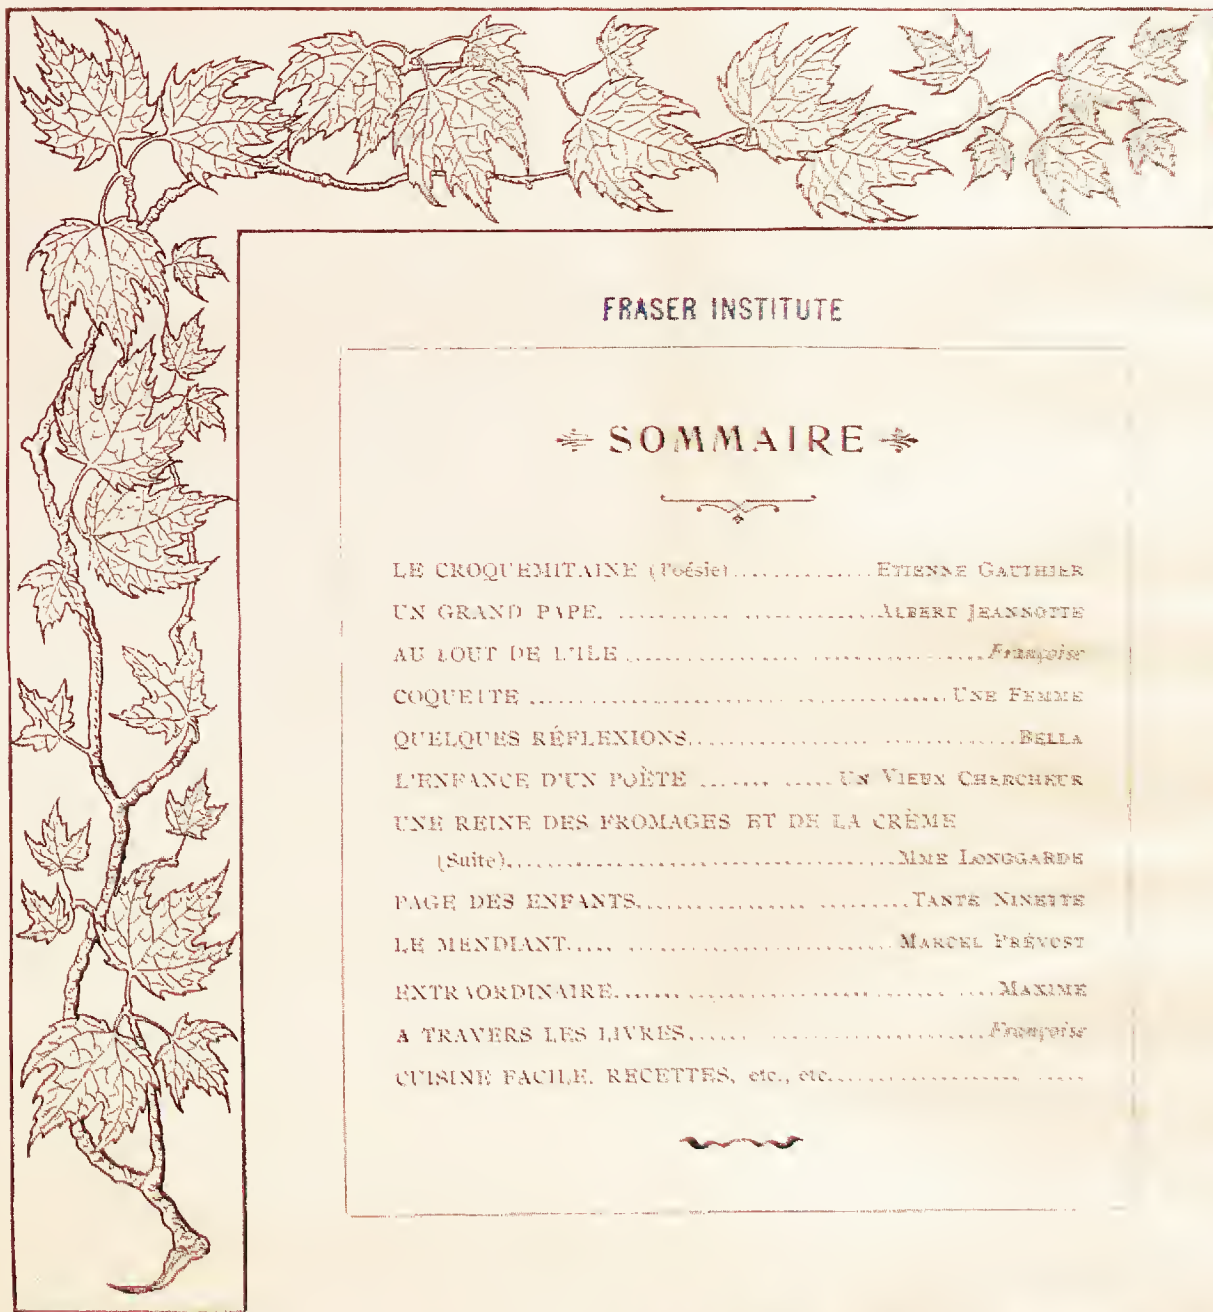 FRASER INSTITUTE
SOMMAIRE
LE CROQUEMITAINE (Poésie)..............ETIENNE GAUTHIER
UN GRAND PAPE. ........................ALBERT JEANNOTTE
AU BOUT DE L'ILE.................................Françoise
COQUETTE.......................................UNE FEMME
QUELQUES RÉFLEXIONS..............................BELLA
L'ENFANCE D'UN POÈTE ....... .....UN VIEUX CHERCHEUR
UNE REINE DES FROMAGES ET DE LA CRÈME
(Suite)......................................MME LONGGARDE
PAGE DES ENFANTS..........................TANTE NINETTE
LE MENDIANT..... ..........................MARCEL PRÉVOST
EXTRAORDINAIRE....................................MAXIME
A TRAVERS LES LIVRES............................Françoise
CUISINE FACILE. RECETTES, etc., etc.........................